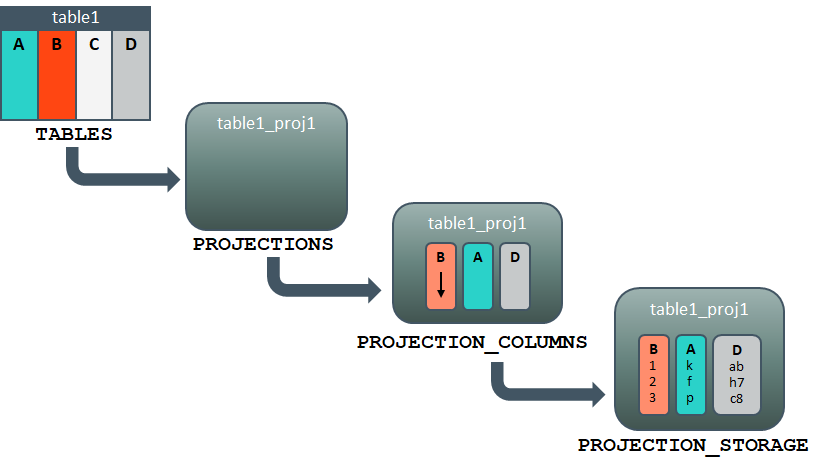 table1
A B C D
TABLES
table1_proj1
PROJECTIONS
table1_proj1
B A D
PROJECTION_COLUMNS
table1_proj1
B A D
1 k ab
2 f h7
3 p c8
PROJECTION_STORAGE